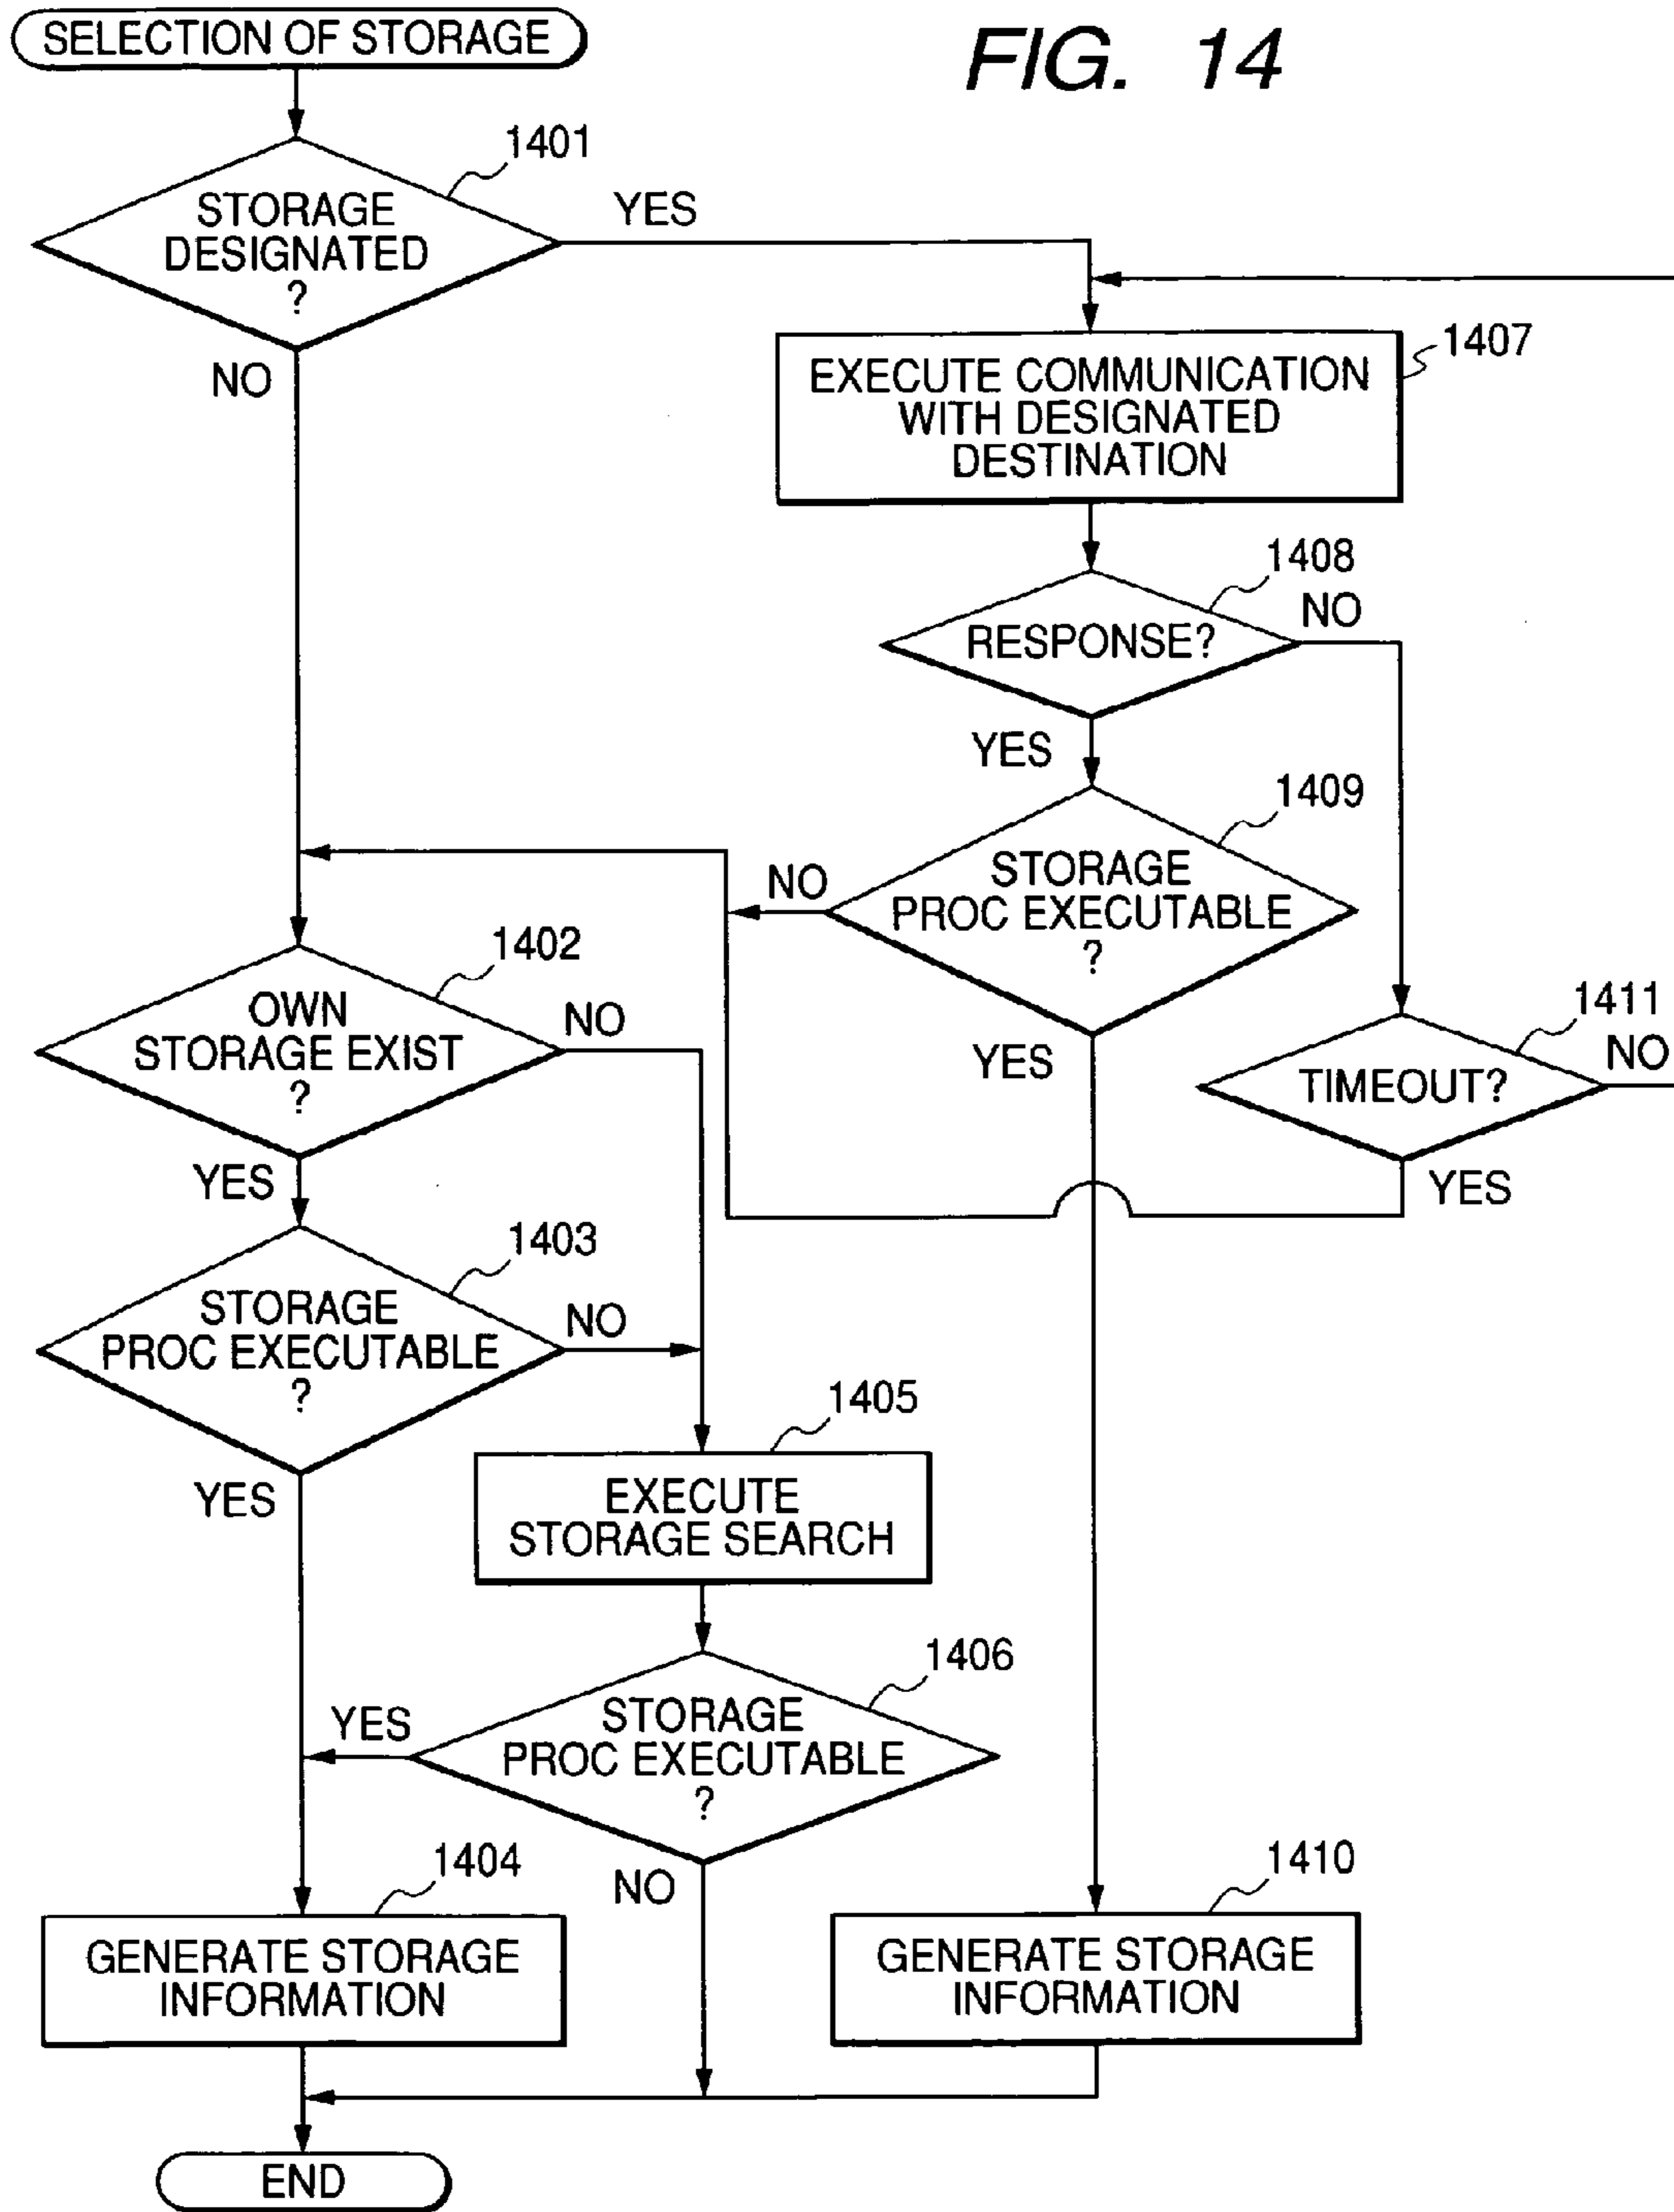 SELECTION OF STORAGE
FIG. 14
1401
STORAGE
DESIGNATED
?
YES
NO
1407
EXECUTE COMMUNICATION
WITH DESIGNATED
DESTINATION
1408
RESPONSE?
NO
YES
1409
STORAGE
PROC EXECUTABLE
?
NO
YES
1411
TIMEOUT?
NO
YES
1402
OWN
STORAGE EXIST
?
NO
YES
1403
STORAGE
PROC EXECUTABLE
?
NO
YES
1405
EXECUTE
STORAGE SEARCH
1406
STORAGE
PROC EXECUTABLE
?
YES
NO
1404
GENERATE STORAGE
INFORMATION
1410
GENERATE STORAGE
INFORMATION
END